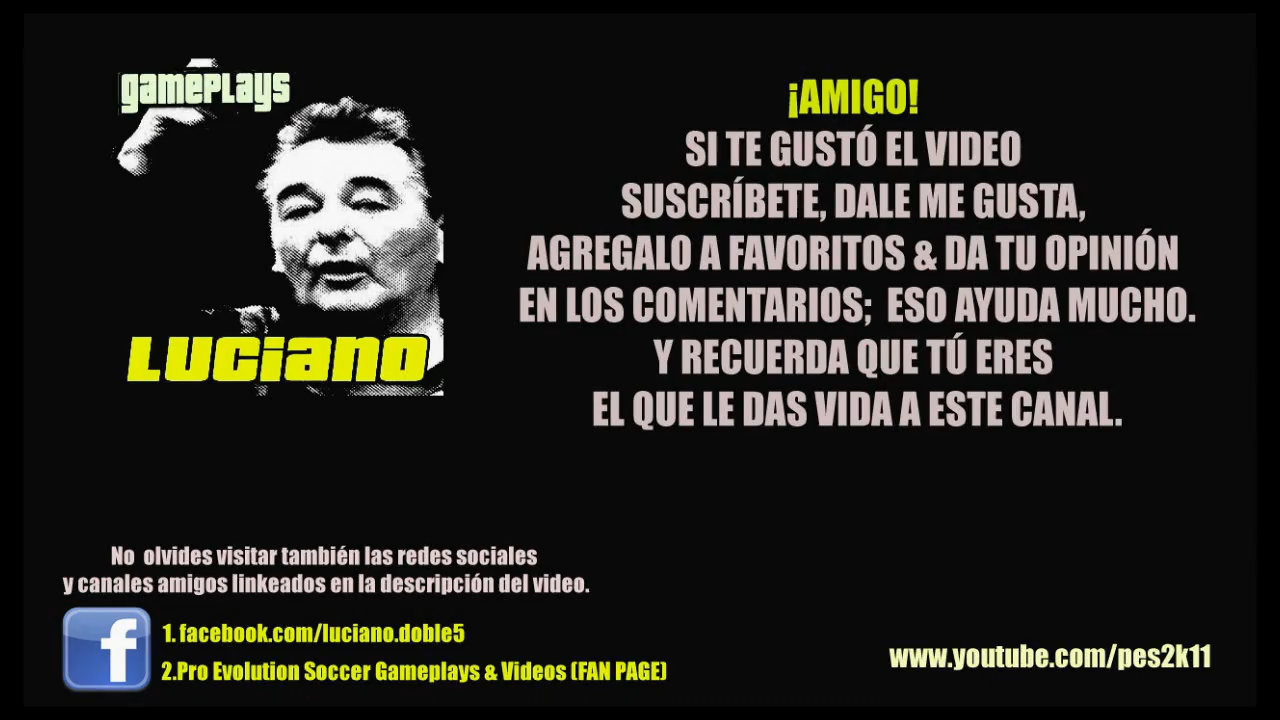 gamepLays
LUCiano
¡AMIGO!
SI TE GUSTÓ EL VIDEO
SUSCRÍBETE, DALE ME GUSTA,
AGREGALO A FAVORITOS & DA TU OPINIÓN
EN LOS COMENTARIOS; ESO AYUDA MUCHO.
Y RECUERDA QUE TÚ ERES
EL QUE LE DAS VIDA A ESTE CANAL.
No olvides visitar también las redes sociales
y canales amigos linkeados en la descripción del video.
f
1. facebook.com/luciano.doble5
2.Pro Evolution Soccer Gameplays & Videos (FAN PAGE)
www.youtube.com/pes2k11